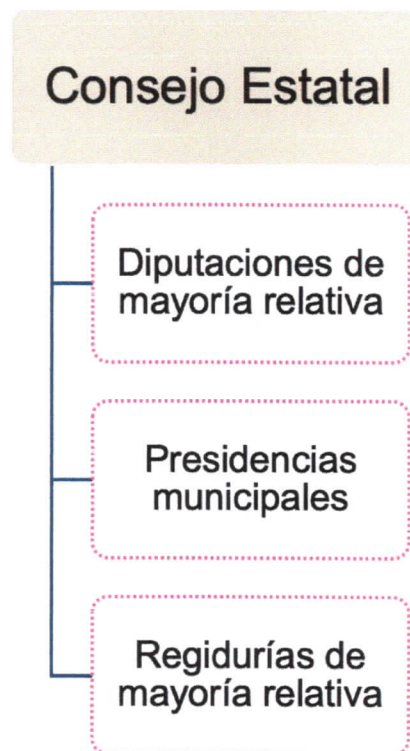 Consejo Estatal
Diputaciones de
mayoría relativa
Presidencias
municipales
Regidurías de
mayoría relativa